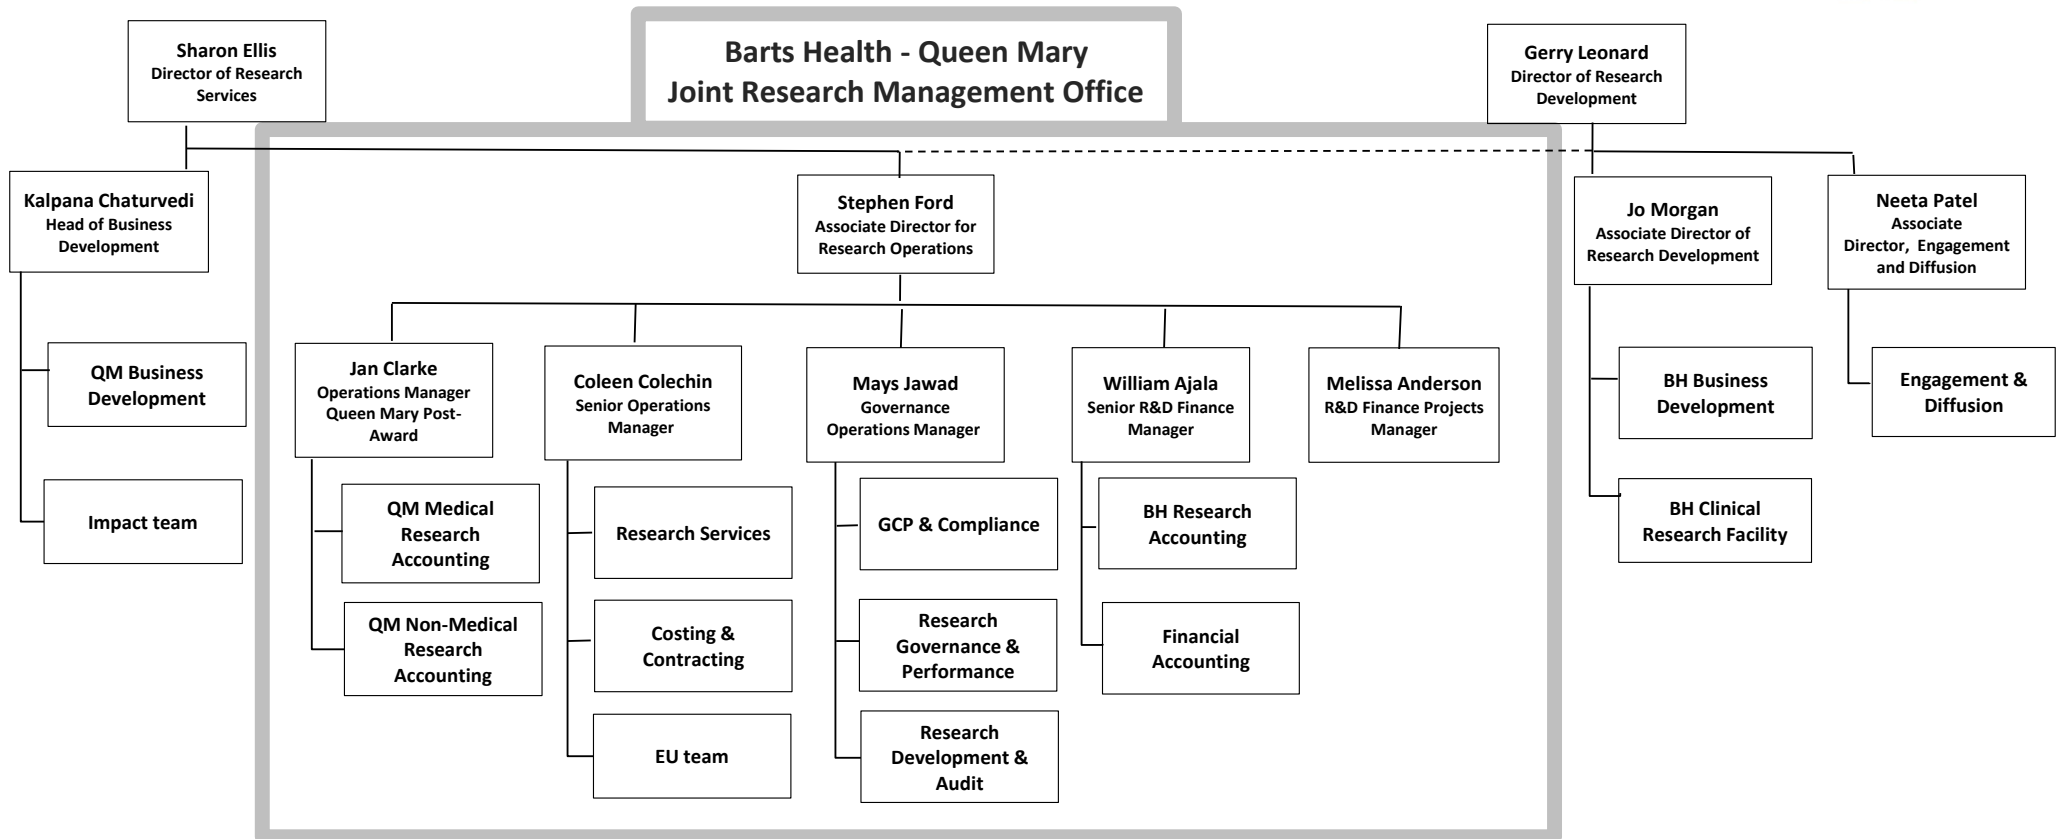 Barts Health - Queen Mary
Joint Research Management Office
Sharon Ellis
Director of Research
Services
Gerry Leonard
Director of Research
Development
Kalpana Chaturvedi
Head of Business
Development
Stephen Ford
Associate Director for
Research Operations
Jo Morgan
Associate Director of
Research Development
Neeta Patel
Associate
Director, Engagement
and Diffusion
QM Business
Development
Impact team
Jan Clarke
Operations Manager
Queen Mary Post-
Award
Coleen Colechin
Senior Operations
Manager
Mays Jawad
Governance
Operations Manager
William Ajala
Senior R&D Finance
Manager
Melissa Anderson
R&D Finance Projects
Manager
BH Business
Development
Engagement &
Diffusion
QM Medical
Research
Accounting
QM Non-Medical
Research
Accounting
Research Services
Costing &
Contracting
EU team
GCP & Compliance
Research
Governance &
Performance
Research
Development &
Audit
BH Research
Accounting
Financial
Accounting
BH Clinical
Research Facility